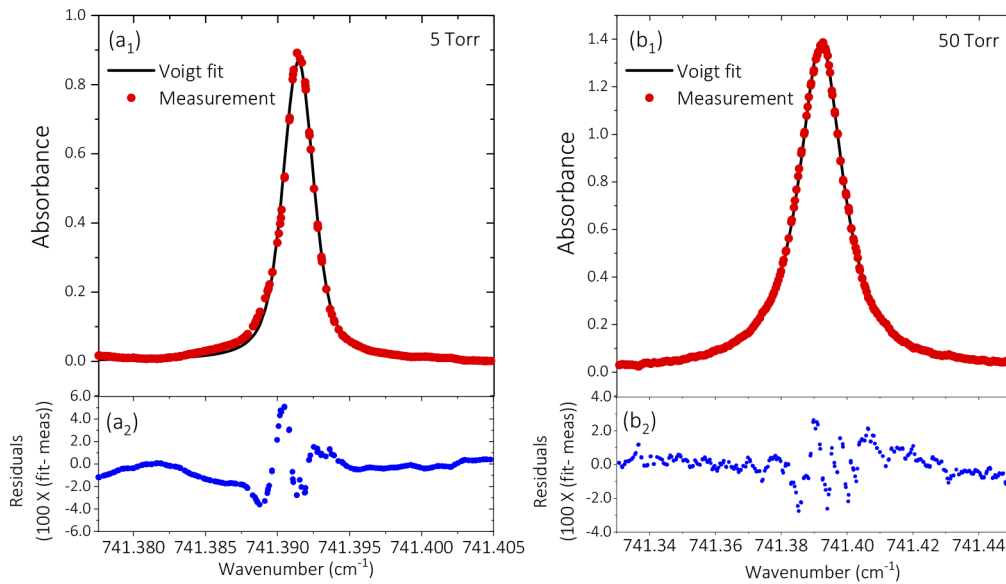 (a₁)
5 Torr
Voigt fit
Measurement
Absorbance
1.0
0.8
0.6
0.4
0.2
0.0
6.0
4.0
2.0
0.0
-2.0
-4.0
-6.0
(a₂)
Residuals
(100 X (fit- meas))
741.380 741.385 741.390 741.395 741.400 741.405
Wavenumber (cm⁻¹)
(b₁)
50 Torr
Voigt fit
Measurement
Absorbance
1.4
1.2
1.0
0.8
0.6
0.4
0.2
0.0
4.0
2.0
0.0
-2.0
-4.0
(b₂)
Residuals
(100 X (fit- meas))
741.34 741.36 741.38 741.40 741.42 741.44
Wavenumber (cm⁻¹)